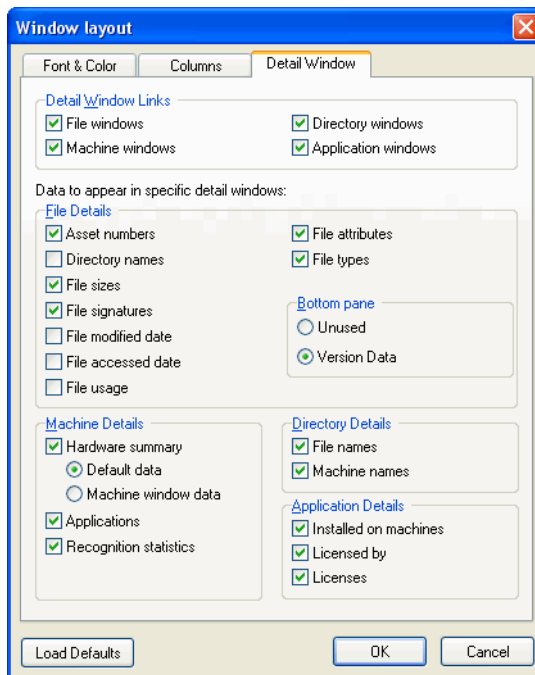 Window layout
Font & Color
Columns
Detail Window
Detail Window Links
File windows
Directory windows
Machine windows
Application windows
Data to appear in specific detail windows:
File Details
Asset numbers
File attributes
Directory names
File types
File sizes
File signatures
File modified date
File accessed date
File usage
Bottom pane
Unused
Version Data
Machine Details
Hardware summary
Default data
Machine window data
Applications
Recognition statistics
Directory Details
File names
Machine names
Application Details
Installed on machines
Licensed by
Licenses
Load Defaults
OK
Cancel